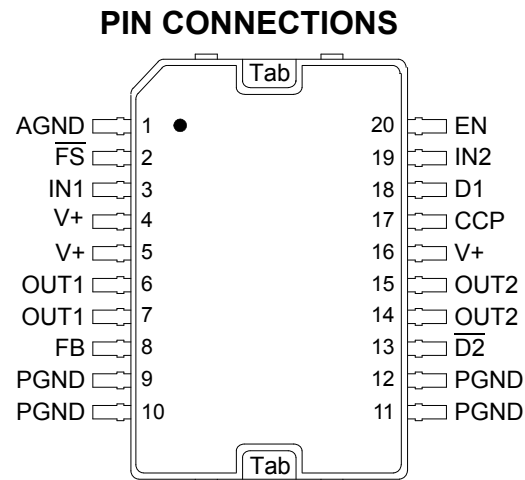 PIN CONNECTIONS
Tab
AGND 1 20 EN
F̅S̅ 2 19 IN2
IN1 3 18 D1
V+ 4 17 CCP
V+ 5 16 V+
OUT1 6 15 OUT2
OUT1 7 14 OUT2
FB 8 13 D̅2̅
PGND 9 12 PGND
PGND 10 11 PGND
Tab